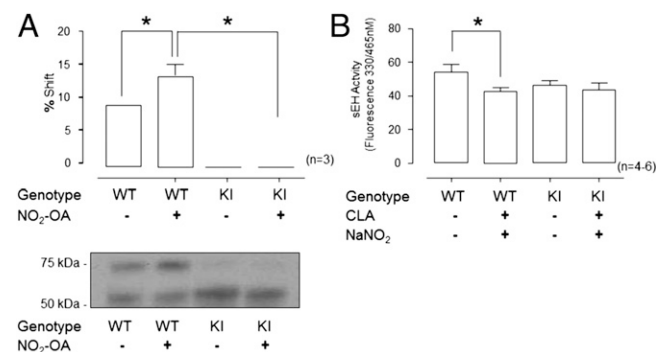 A
*
*
20
15
10
5
0
% Shift
(n=3)
Genotype WT WT KI KI
NO2-OA - + - +
75 kDa -
50 kDa -
Genotype WT WT KI KI
NO2-OA - + - +
B
*
80
60
40
20
0
sEH Actvity
(Fluorescence 330/465nM)
(n=4-6)
Genotype WT WT KI KI
CLA - + - +
NaNO2 - + - +